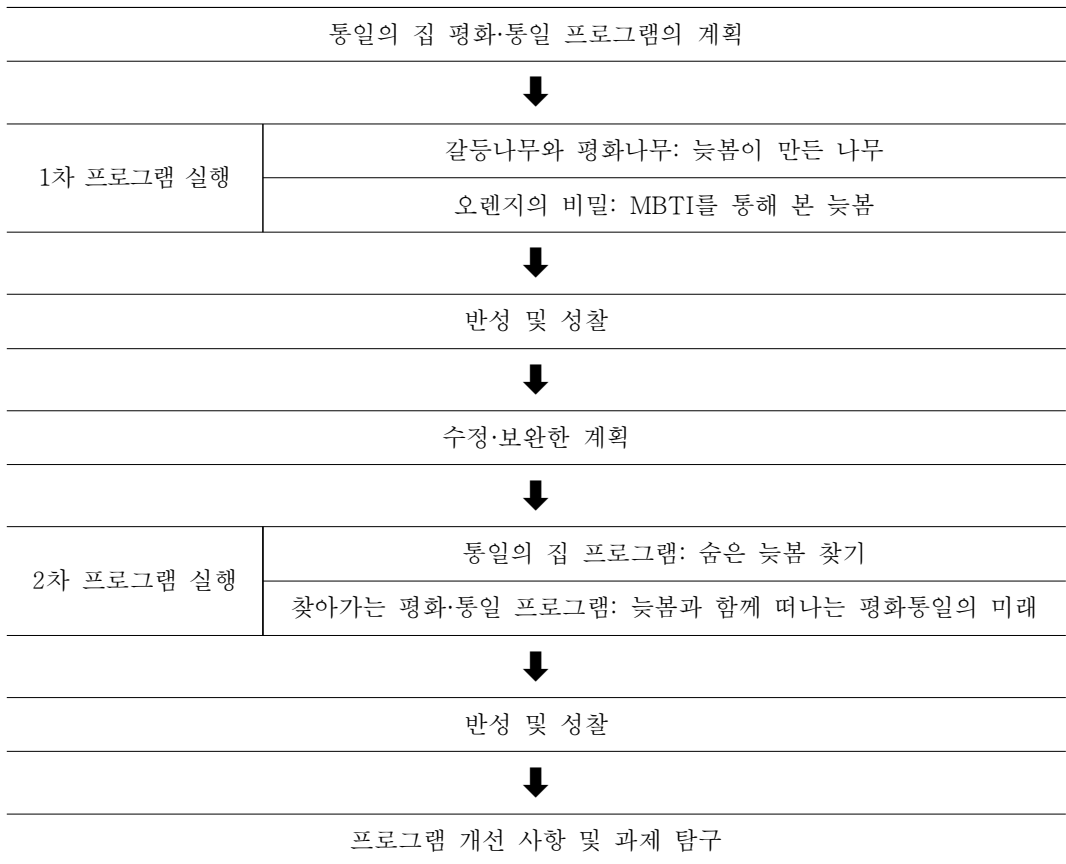 통일의 집 평화·통일 프로그램의 계획
1차 프로그램 실행
갈등나무와 평화나무: 늦봄이 만든 나무
오렌지의 비밀: MBTI를 통해 본 늦봄
반성 및 성찰
수정·보완한 계획
2차 프로그램 실행
통일의 집 프로그램: 숨은 늦봄 찾기
찾아가는 평화·통일 프로그램: 늦봄과 함께 떠나는 평화통일의 미래
반성 및 성찰
프로그램 개선 사항 및 과제 탐구